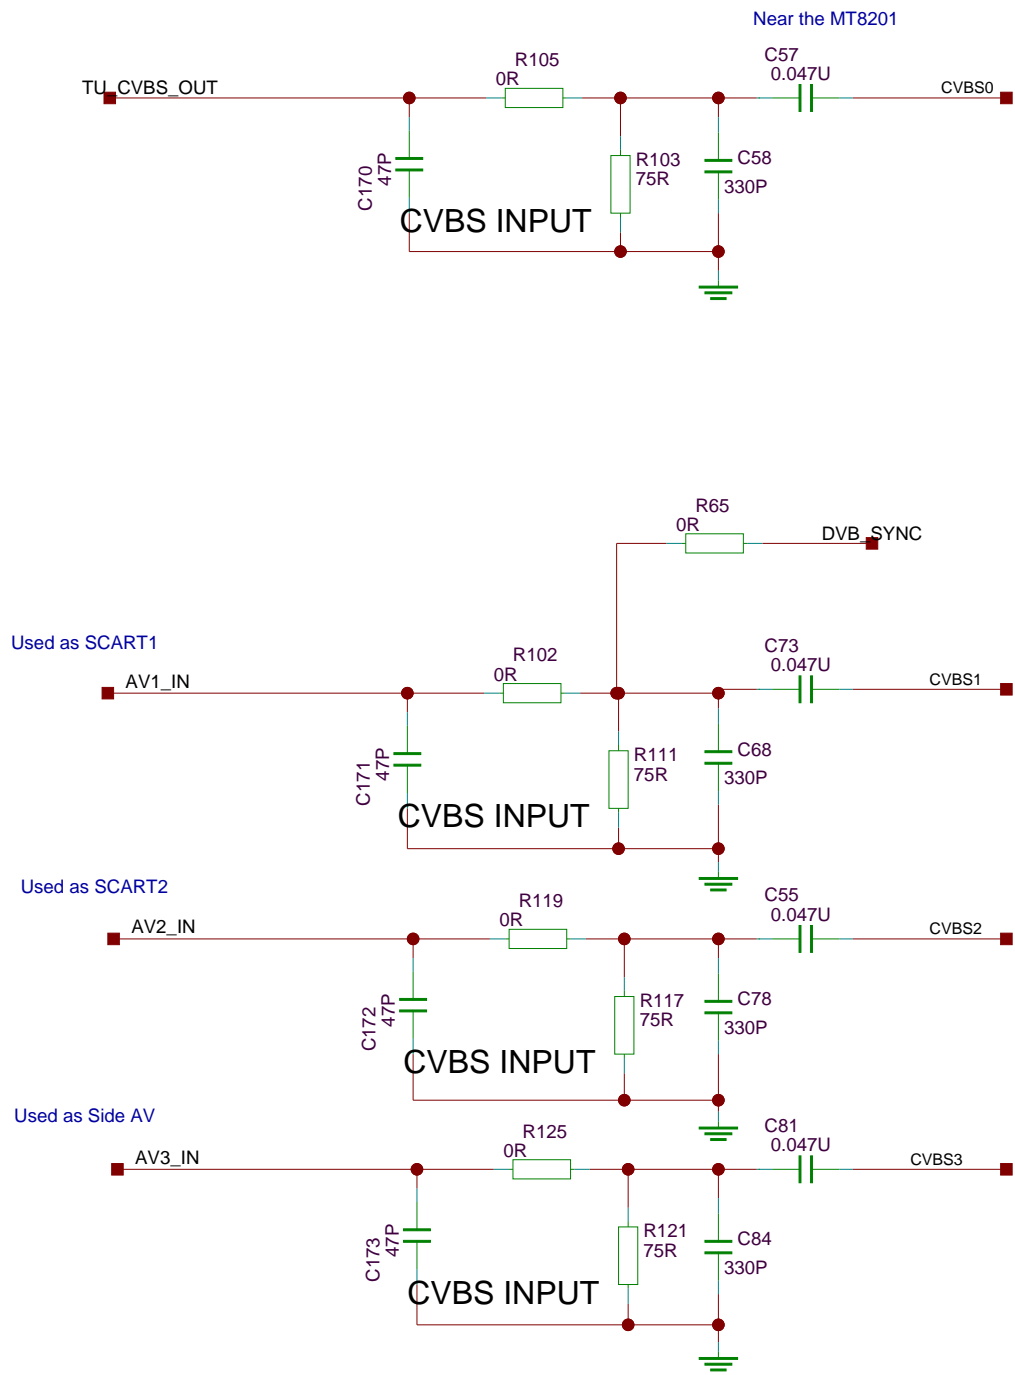 Near the MT8201
C57
0.047U
R105
0R
TU_CVBS_OUT
CVBS0
C170
47P
R103
75R
C58
330P
CVBS INPUT
R65
0R
DVB_SYNC
Used as SCART1
R102
0R
C73
0.047U
AV1_IN
CVBS1
C171
47P
R111
75R
C68
330P
CVBS INPUT
Used as SCART2
R119
0R
C55
0.047U
AV2_IN
CVBS2
C172
47P
R117
75R
C78
330P
CVBS INPUT
Used as Side AV
R125
0R
C81
0.047U
AV3_IN
CVBS3
C173
47P
R121
75R
C84
330P
CVBS INPUT